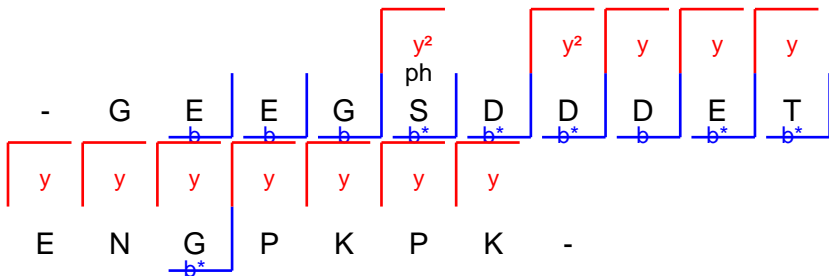 y² y² y y y
ph
- G E E G S D D D E T
b b b b* b* b* b b* b*
y y y y y y y
E N G P K P K -
b*